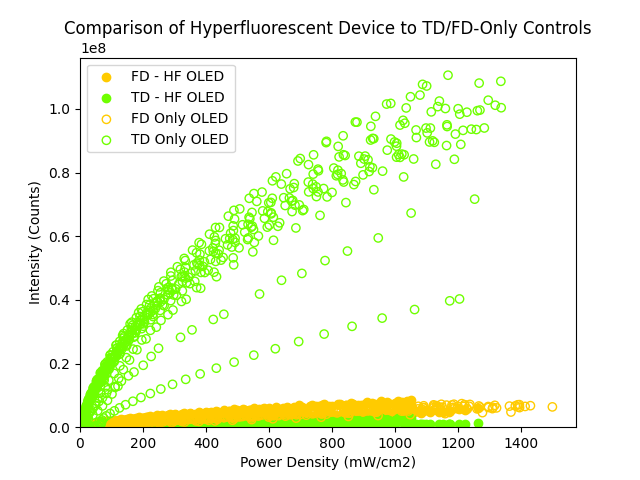 Comparison of Hyperfluorescent Device to TD/FD-Only Controls
1e8
FD - HF OLED
TD - HF OLED
FD Only OLED
TD Only OLED
1.0
0.8
0.6
0.4
0.2
0.0
Intensity (Counts)
0 200 400 600 800 1000 1200 1400
Power Density (mW/cm2)